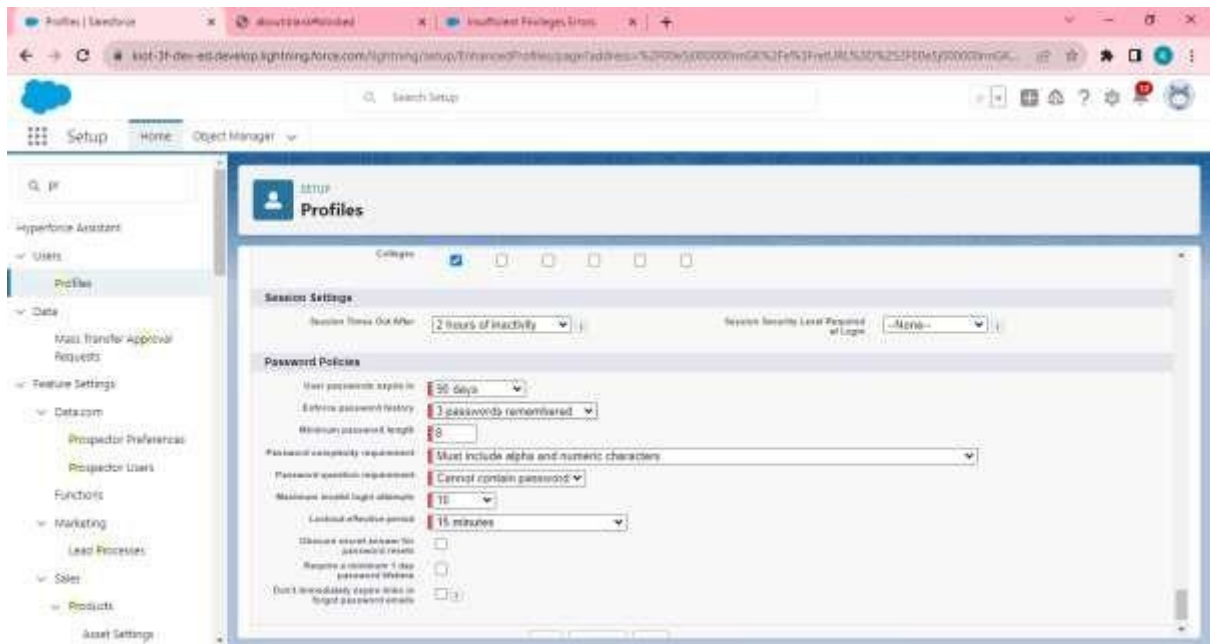 Profiles | Salesforce
Insufficient Privileges Errors
Search Setup
Setup
Home
Object Manager
pr
Hyperforce Assistant
Users
Profiles
Data
Mass Transfer Approval
Requests
Feature Settings
Data.com
Prospector Preferences
Prospector Users
Functions
Marketing
Lead Processes
Sales
Products
Asset Settings
SETUP
Profiles
Colleges
Session Settings
Session Times Out After
2 hours of inactivity
Session Security Level Required
at Login
--None--
Password Policies
User passwords expire in
90 days
Enforce password history
3 passwords remembered
Minimum password length
8
Password complexity requirement
Must include alpha and numeric characters
Password question requirement
Cannot contain password
Maximum invalid login attempts
10
Lockout effective period
15 minutes
Obscure secret answer for
password resets
Require a minimum 1 day
password lifetime
Don't immediately expire links in
forgot password emails